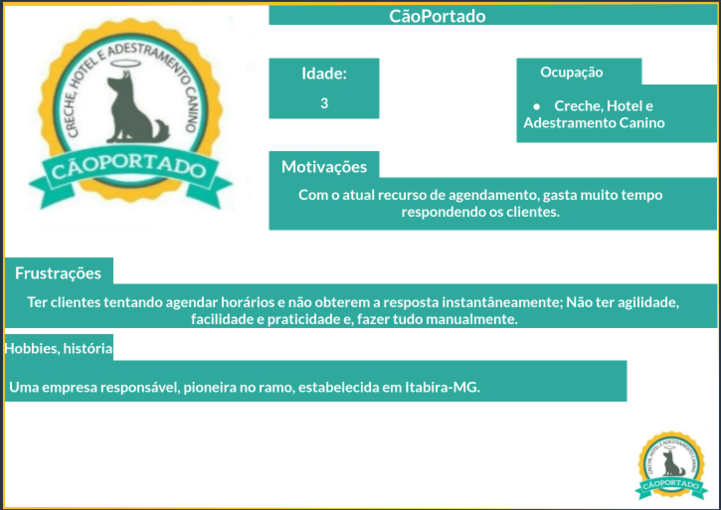 CãoPortado
CRECHE, HOTEL E ADESTRAMENTO CANINO
CÃOPORTADO
Idade:
3
Ocupação
● Creche, Hotel e
Adestramento Canino
Motivações
Com o atual recurso de agendamento, gasta muito tempo
respondendo os clientes.
Frustrações
Ter clientes tentando agendar horários e não obterem a resposta instantâneamente; Não ter agilidade,
facilidade e praticidade e, fazer tudo manualmente.
Hobbies, história
Uma empresa responsável, pioneira no ramo, estabelecida em Itabira-MG.
CRECHE, HOTEL E ADESTRAMENTO CANINO
CÃOPORTADO